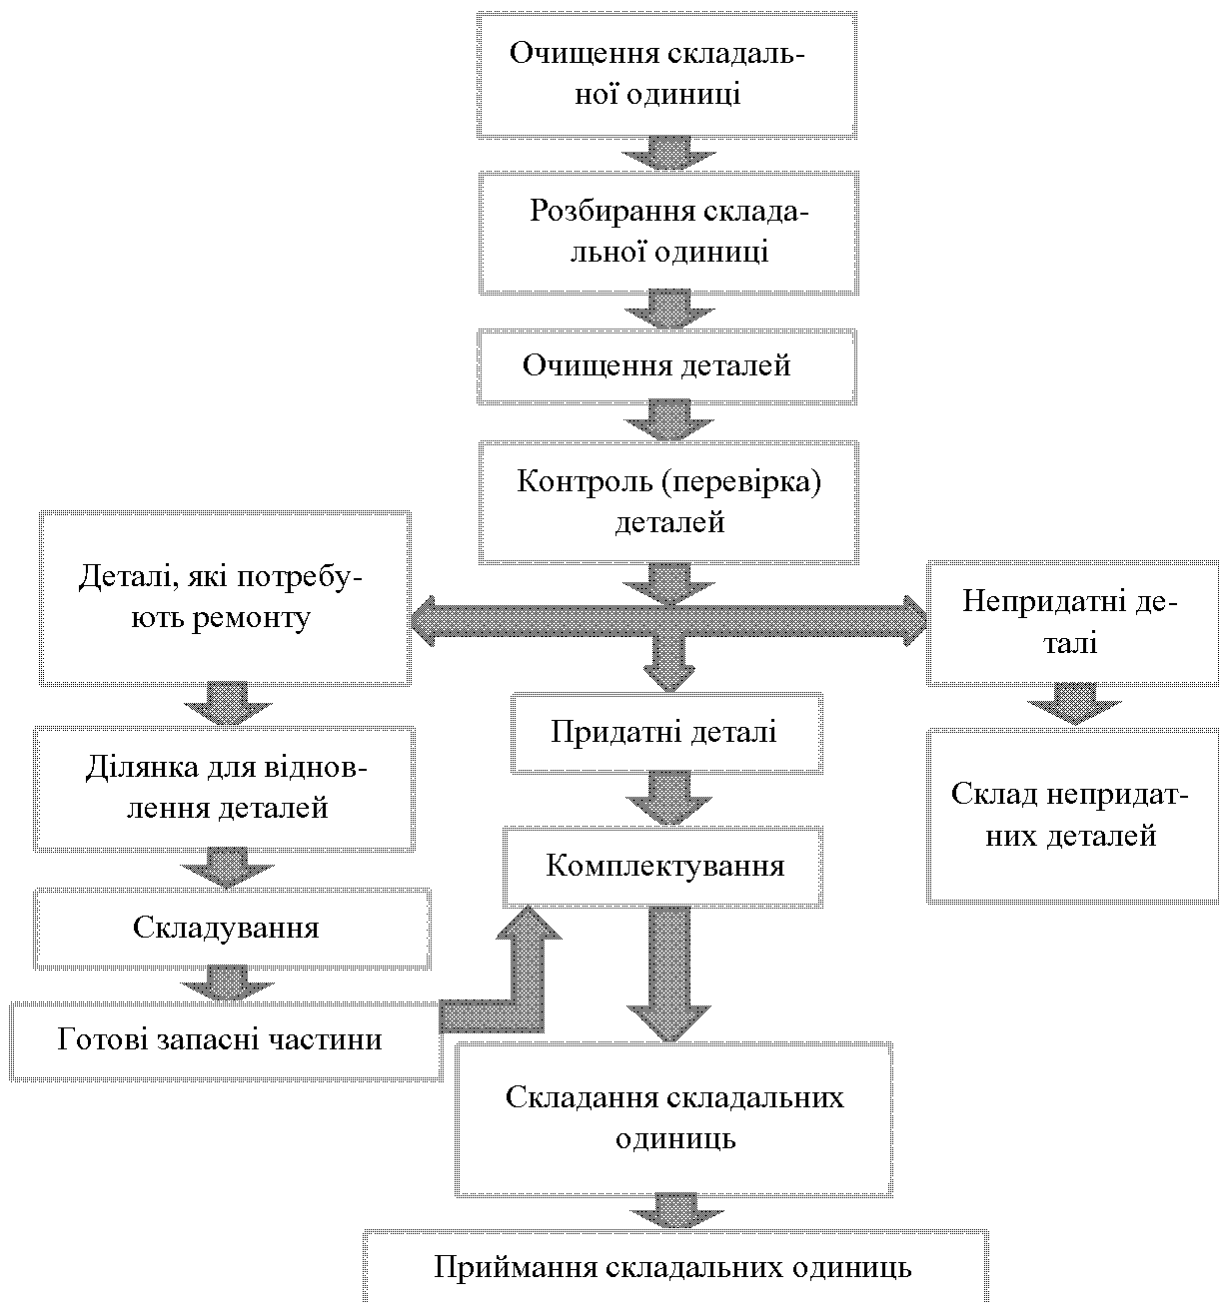 Очищення складаль-
ної одиниці
Розбирання склада-
льної одиниці
Очищення деталей
Контроль (перевірка)
деталей
Деталі, які потребу-
ють ремонту
Непридатні де-
талі
Придатні деталі
Ділянка для віднов-
лення деталей
Склад непридат-
них деталей
Комплектування
Складування
Готові запасні частини
Складання складальних
одиниць
Приймання складальних одиниць